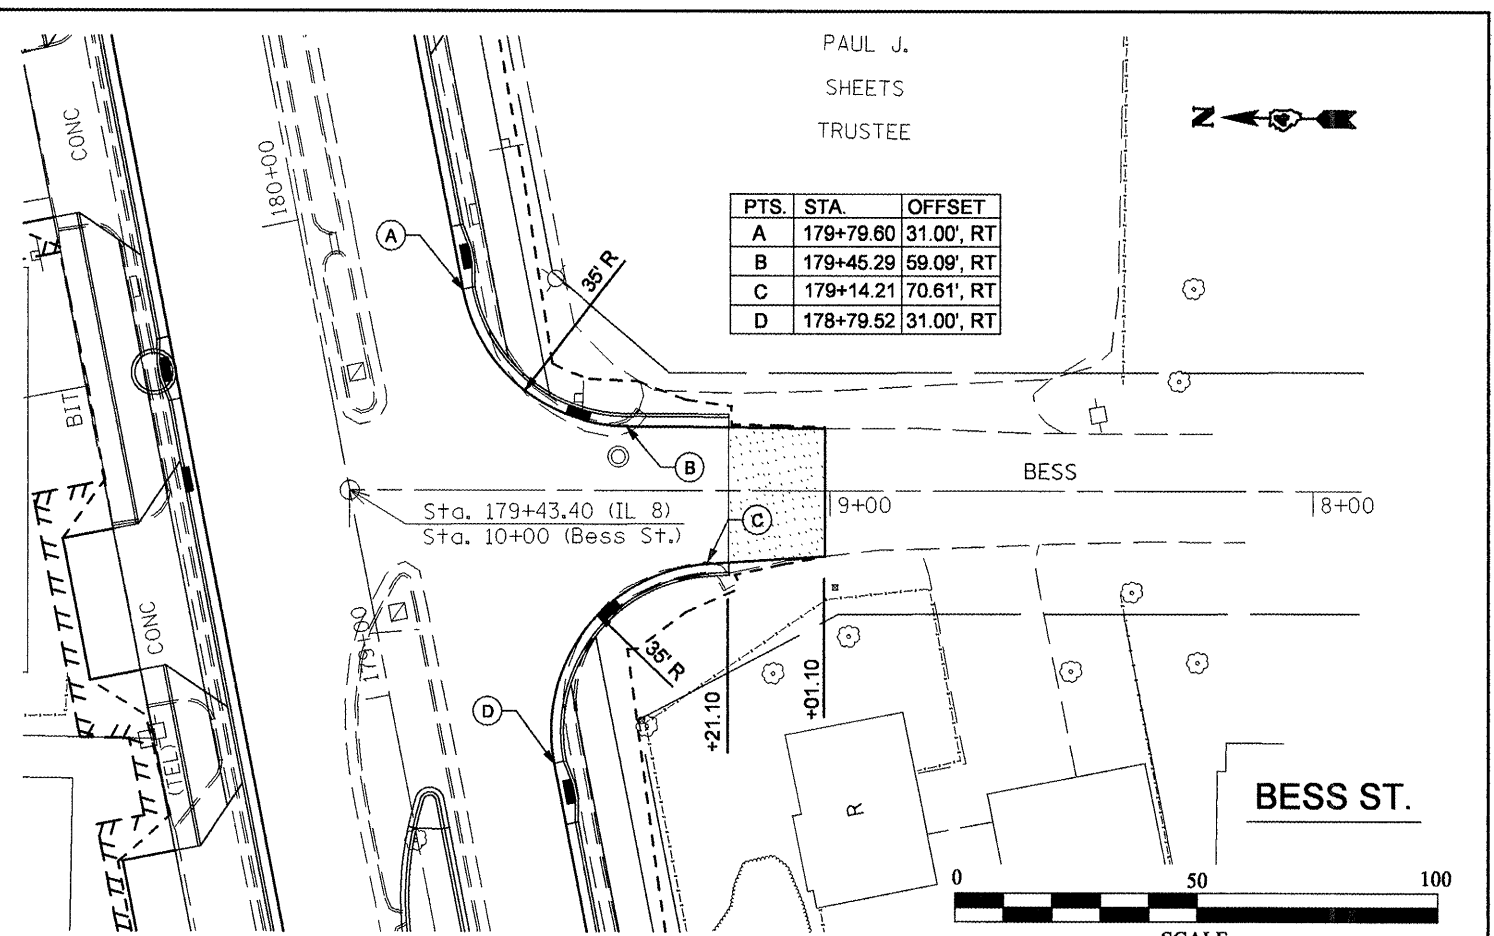 PAUL J.
SHEETS
TRUSTEE
N
CONC
180+00
PTS. STA. OFFSET
A 179+79.60 31.00', RT
B 179+45.29 59.09', RT
C 179+14.21 70.61', RT
D 178+79.52 31.00', RT
A
35' R
BIT
B
BESS
Sta. 179+43.40 (IL 8)
Sta. 10+00 (Bess St.)
C
9+00
8+00
CONC
179+00
35' R
D
+21.10
+01.10
(TEL)
R
BESS ST.
0 50 100
SCALE